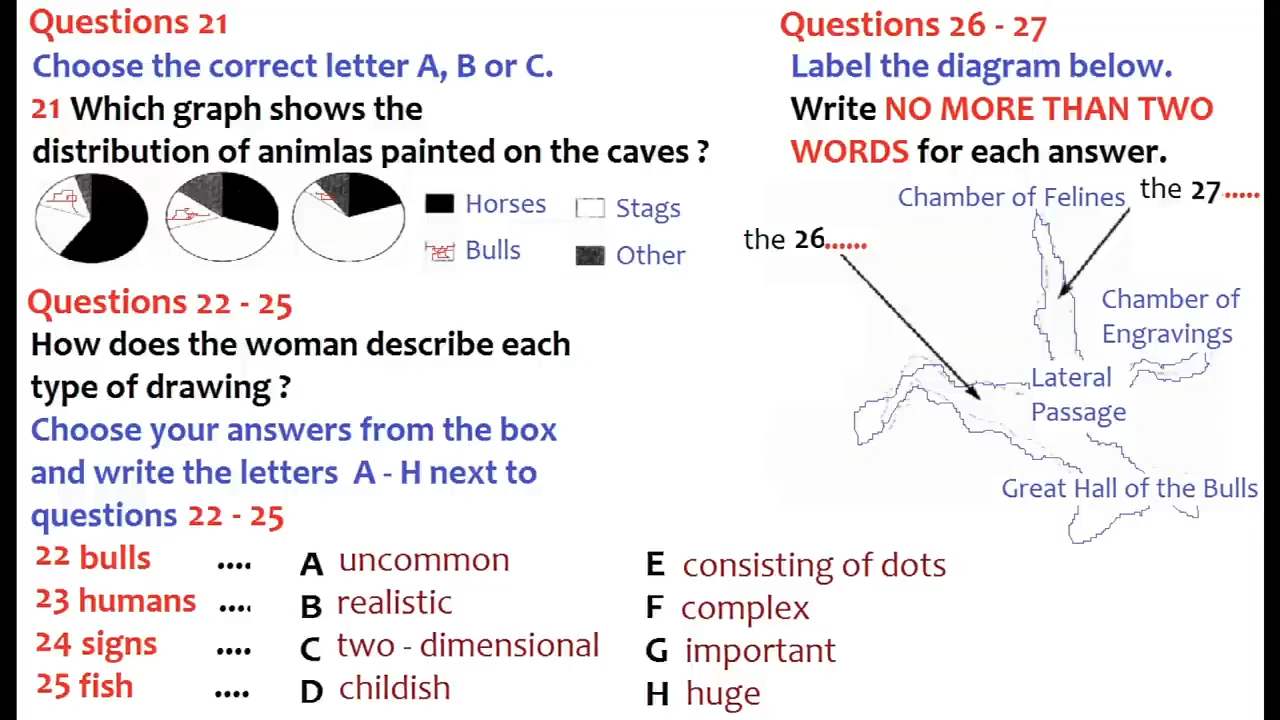 Questions 21
Choose the correct letter A, B or C.
21 Which graph shows the
distribution of animlas painted on the caves ?
Horses
Stags
Bulls
Other
Questions 22 - 25
How does the woman describe each
type of drawing ?
Choose your answers from the box
and write the letters A - H next to
questions 22 - 25
22 bulls ....
23 humans ....
24 signs ....
25 fish ....
A uncommon
B realistic
C two - dimensional
D childish
E consisting of dots
F complex
G important
H huge
Questions 26 - 27
Label the diagram below.
Write NO MORE THAN TWO
WORDS for each answer.
Chamber of Felines
the 27.....
the 26......
Chamber of
Engravings
Lateral
Passage
Great Hall of the Bulls